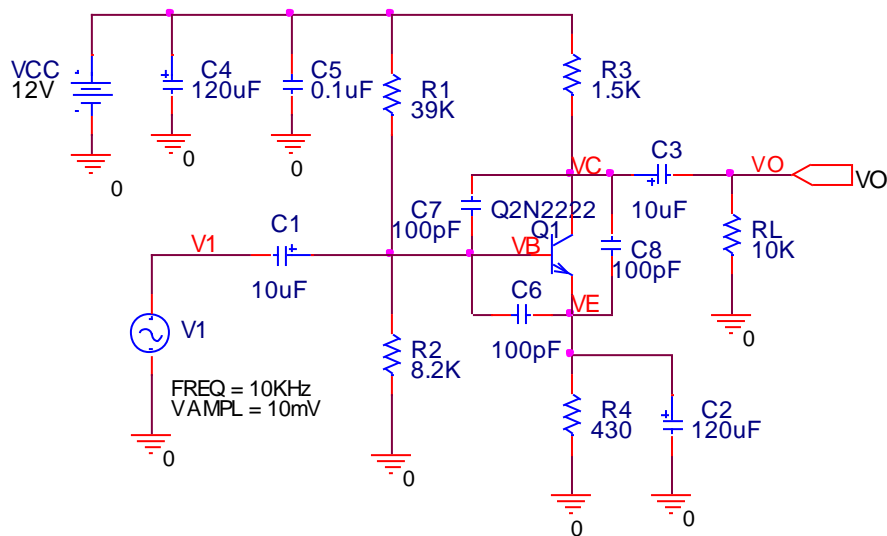 VCC
12V
C4
120uF
C5
0.1uF
R1
39K
R3
1.5K
0
0
0
VC
C3
10uF
VO
VO
C7
100pF
Q2N2222
Q1
VB
C8
100pF
RL
10K
V1
C1
10uF
C6
100pF
VE
0
V1
R2
8.2K
FREQ = 10KHz
VAMPL = 10mV
R4
430
C2
120uF
0
0
0
0